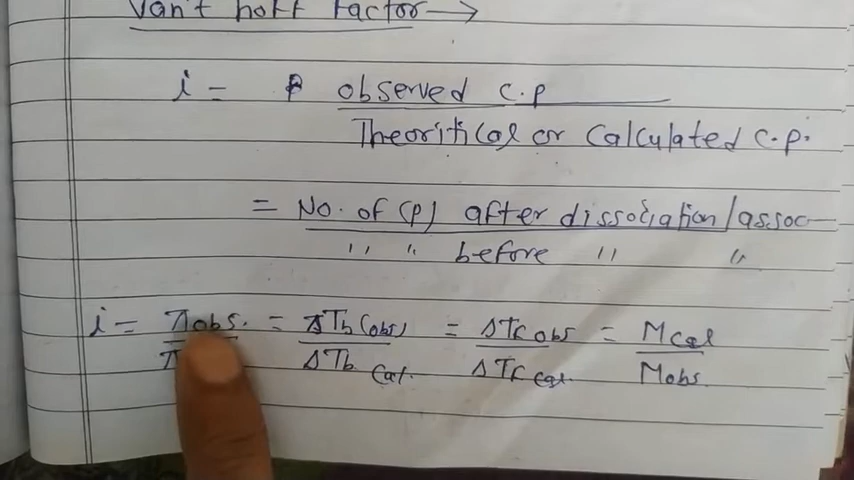 Van't hoff factor →
i = observed c.p
Theoritical or Calculated c.p.
= No. of (p) after dissociation/assoc—
" " before " "
i = πobs. = ΔTb(obs) = ΔTf obs = Mcal
π ΔTb Cal. ΔTf cal. Mobs.